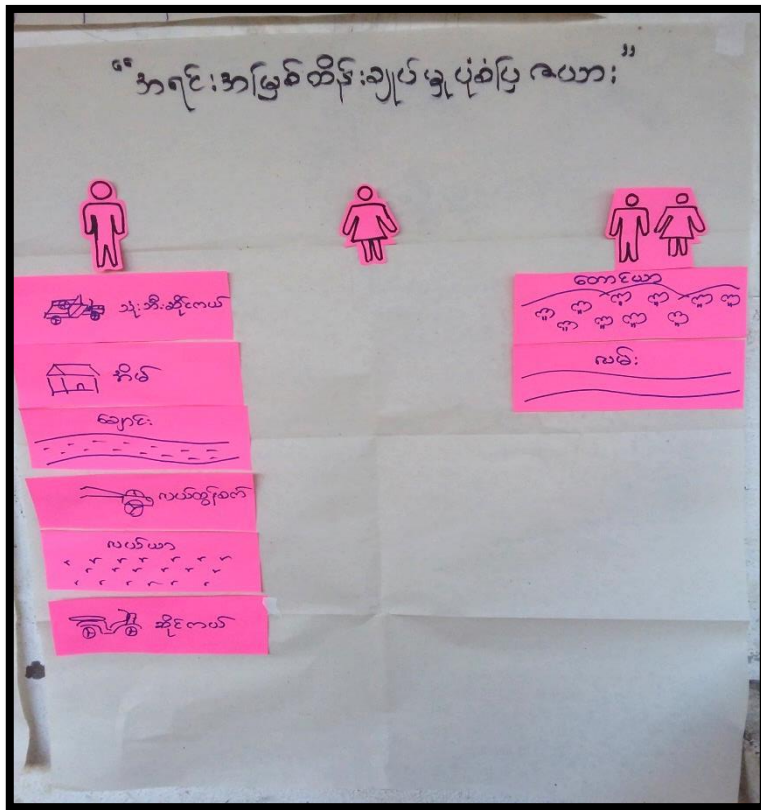 "အရင်းအမြစ်ထိန်းချုပ်မှုပုံစံပြ ဇယား"
သုံးဘီးဆိုင်ကယ်
အိမ်
ချောင်း
လယ်ထွန်စက်
လယ်ယာ
ဆိုင်ကယ်
တောင်ယာ
လမ်း